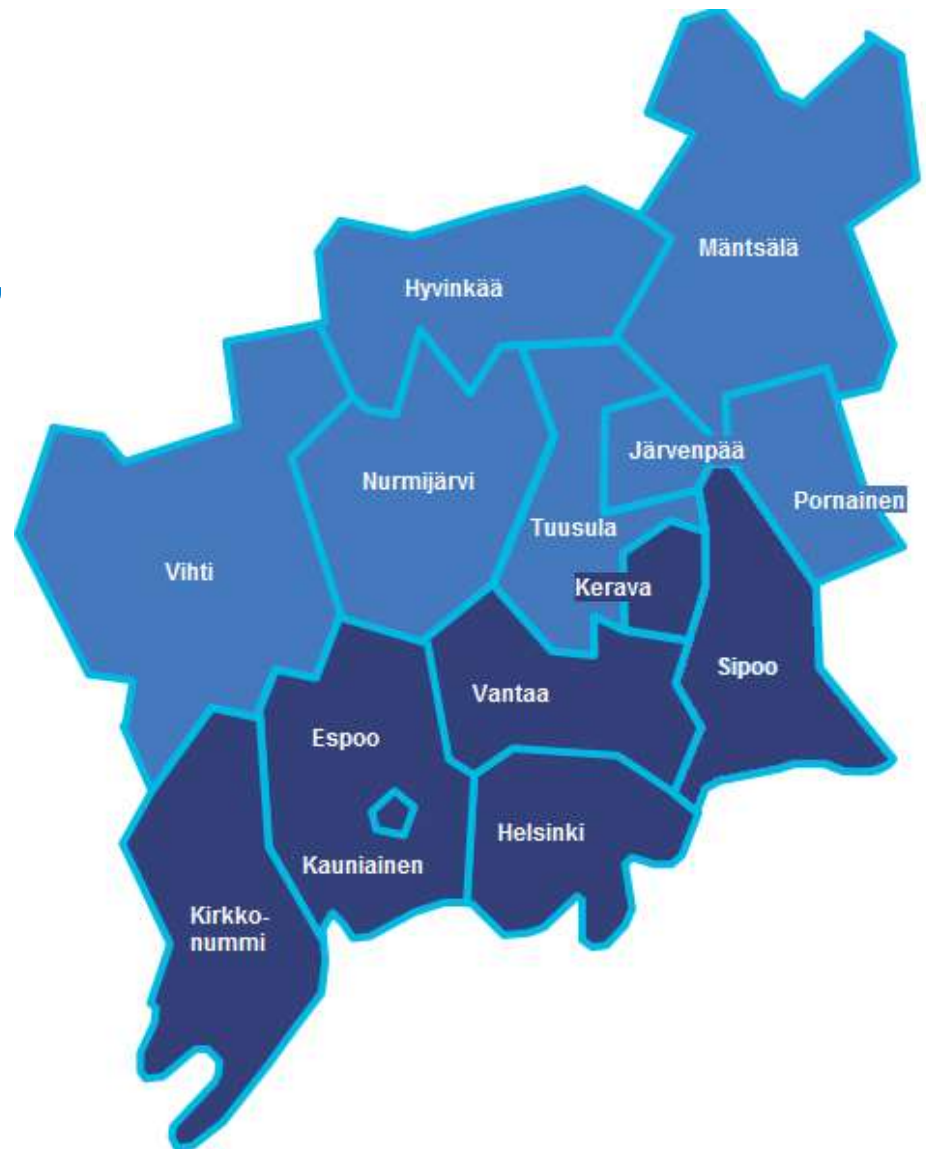 Mäntsälä
Hyvinkää
Järvenpää
Nurmijärvi
Pornainen
Tuusula
Vihti
Kerava
Sipoo
Vantaa
Espoo
Helsinki
Kauniainen
Kirkko-
nummi